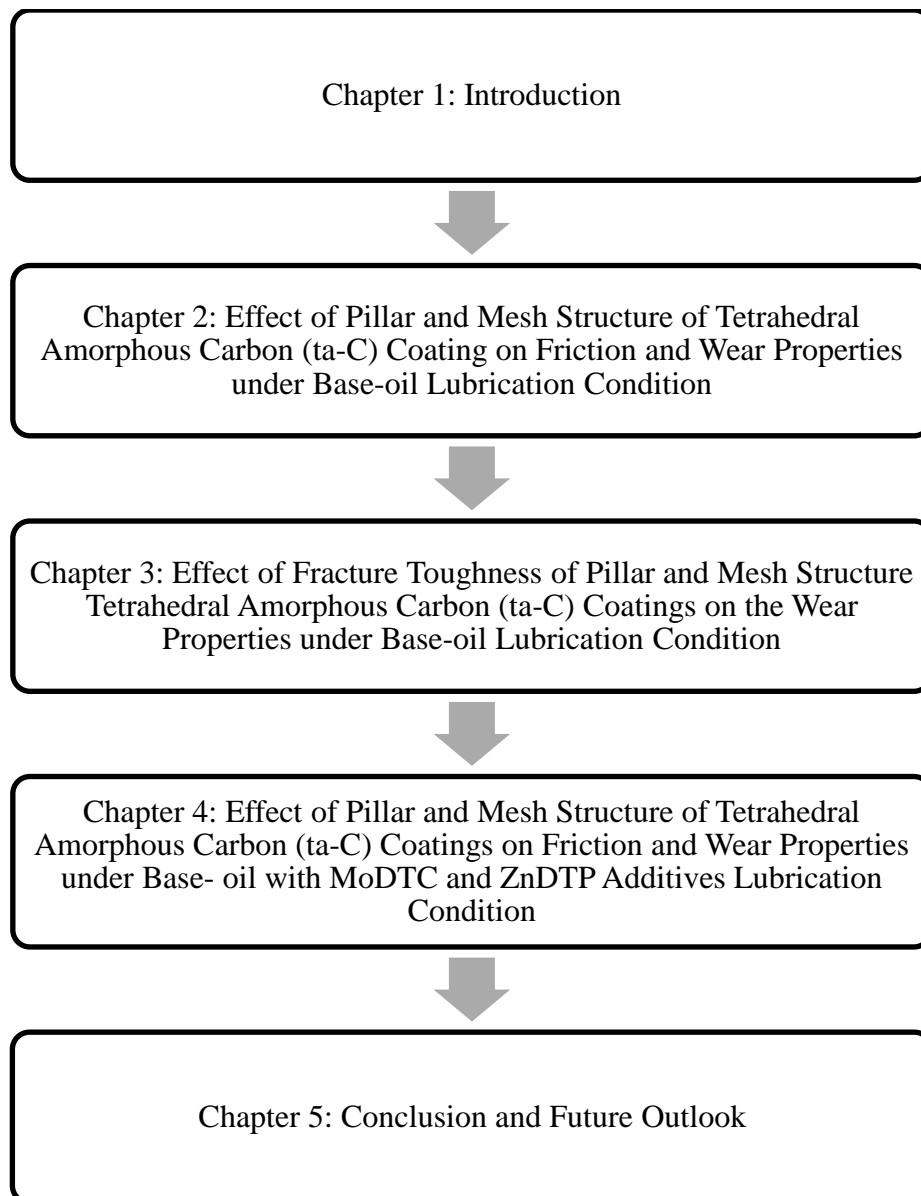 Chapter 1: Introduction
Chapter 2: Effect of Pillar and Mesh Structure of Tetrahedral
Amorphous Carbon (ta-C) Coating on Friction and Wear Properties
under Base-oil Lubrication Condition
Chapter 3: Effect of Fracture Toughness of Pillar and Mesh Structure
Tetrahedral Amorphous Carbon (ta-C) Coatings on the Wear
Properties under Base-oil Lubrication Condition
Chapter 4: Effect of Pillar and Mesh Structure of Tetrahedral
Amorphous Carbon (ta-C) Coatings on Friction and Wear Properties
under Base- oil with MoDTC and ZnDTP Additives Lubrication
Condition
Chapter 5: Conclusion and Future Outlook